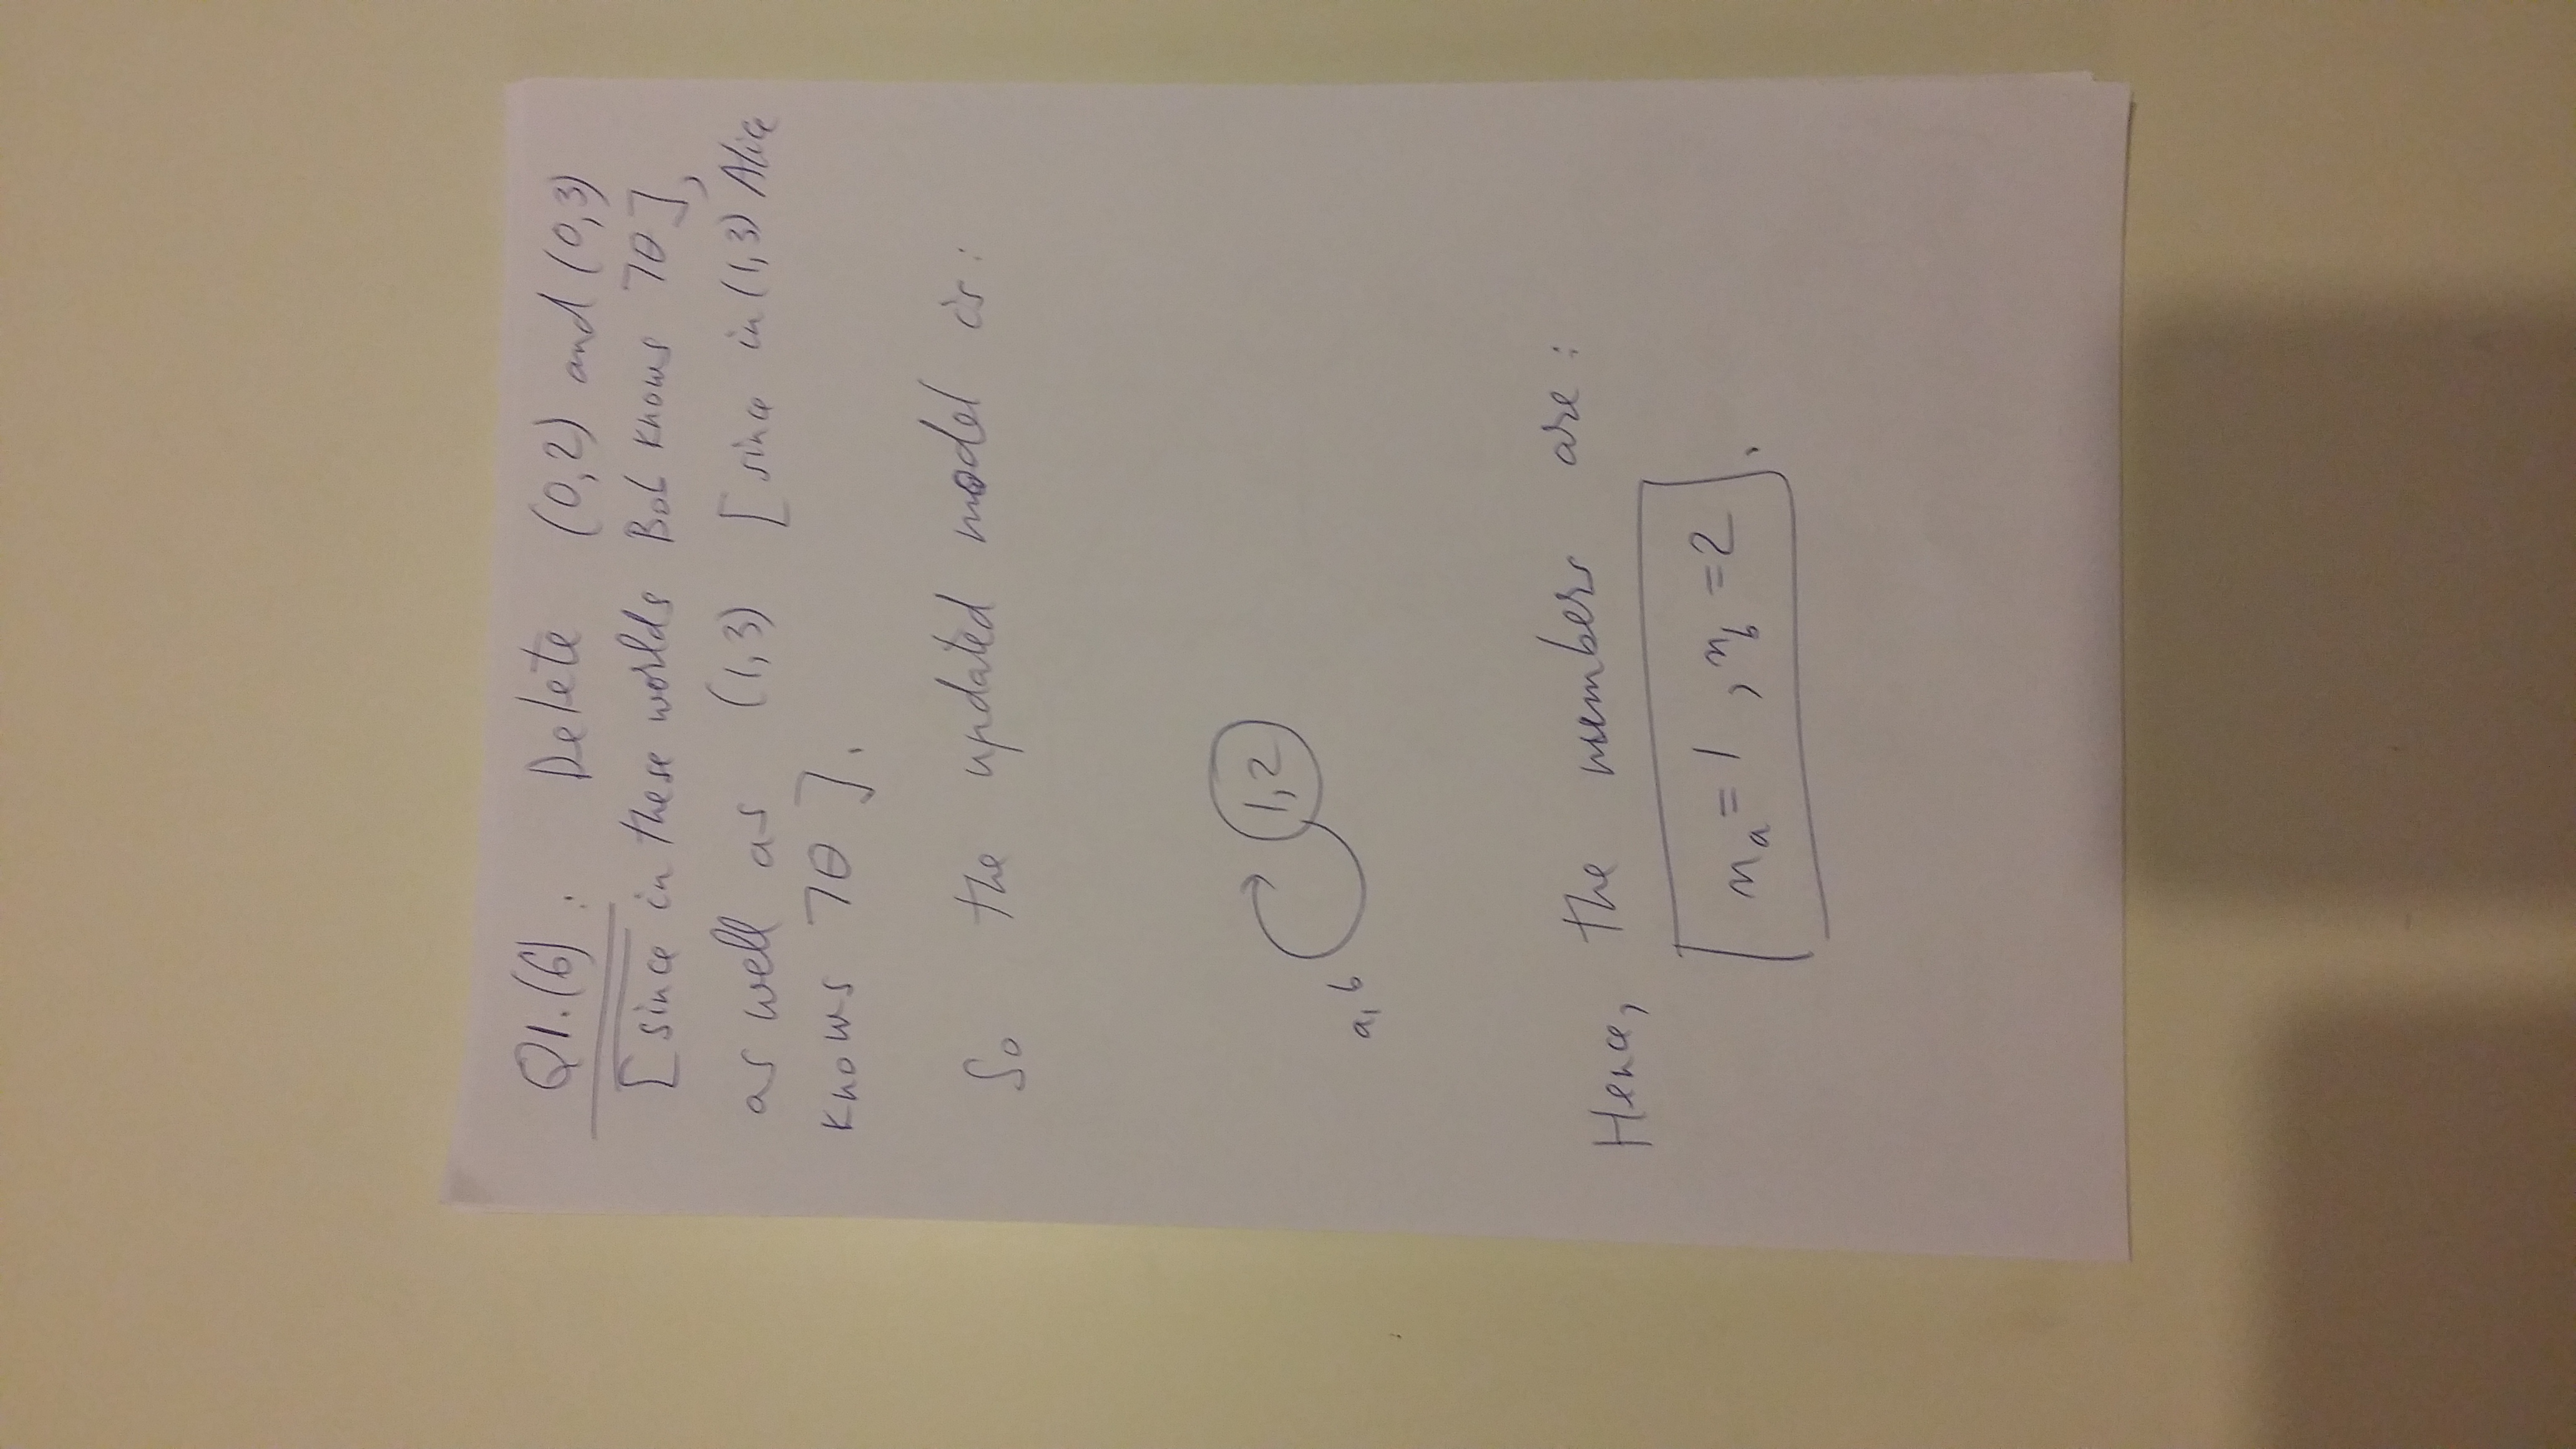 Q1.(6): Delete (0,2) and (0,3)
[since in these worlds Bob knows ¬θ],
as well as (1,3) [since in (1,3) Alice
knows ¬θ].
So the updated model is:
1,2
a,b
Hence, the numbers are:
n_a = 1, n_b = 2.